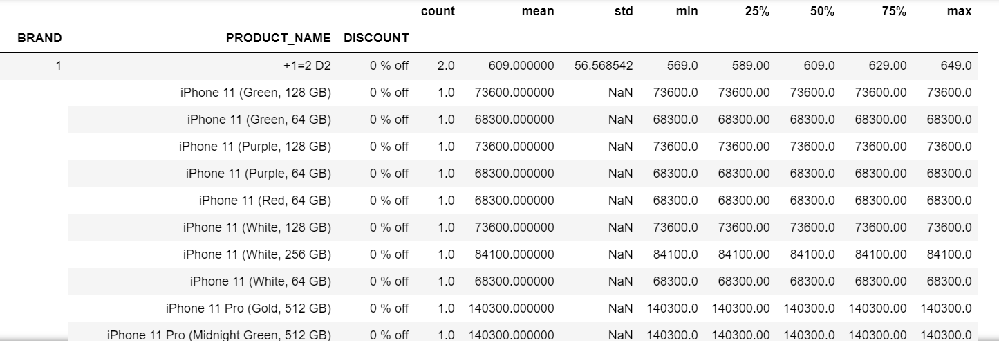 count mean std min 25% 50% 75% max
BRAND PRODUCT_NAME DISCOUNT
1 +1=2 D2 0 % off 2.0 609.000000 56.568542 569.0 589.00 609.0 629.00 649.0
iPhone 11 (Green, 128 GB) 0 % off 1.0 73600.000000 NaN 73600.0 73600.00 73600.0 73600.00 73600.0
iPhone 11 (Green, 64 GB) 0 % off 1.0 68300.000000 NaN 68300.0 68300.00 68300.0 68300.00 68300.0
iPhone 11 (Purple, 128 GB) 0 % off 1.0 73600.000000 NaN 73600.0 73600.00 73600.0 73600.00 73600.0
iPhone 11 (Purple, 64 GB) 0 % off 1.0 68300.000000 NaN 68300.0 68300.00 68300.0 68300.00 68300.0
iPhone 11 (Red, 64 GB) 0 % off 1.0 68300.000000 NaN 68300.0 68300.00 68300.0 68300.00 68300.0
iPhone 11 (White, 128 GB) 0 % off 1.0 73600.000000 NaN 73600.0 73600.00 73600.0 73600.00 73600.0
iPhone 11 (White, 256 GB) 0 % off 1.0 84100.000000 NaN 84100.0 84100.00 84100.0 84100.00 84100.0
iPhone 11 (White, 64 GB) 0 % off 1.0 68300.000000 NaN 68300.0 68300.00 68300.0 68300.00 68300.0
iPhone 11 Pro (Gold, 512 GB) 0 % off 1.0 140300.000000 NaN 140300.0 140300.00 140300.0 140300.00 140300.0
iPhone 11 Pro (Midnight Green, 512 GB) 0 % off 1.0 140300.000000 NaN 140300.0 140300.00 140300.0 140300.00 140300.0